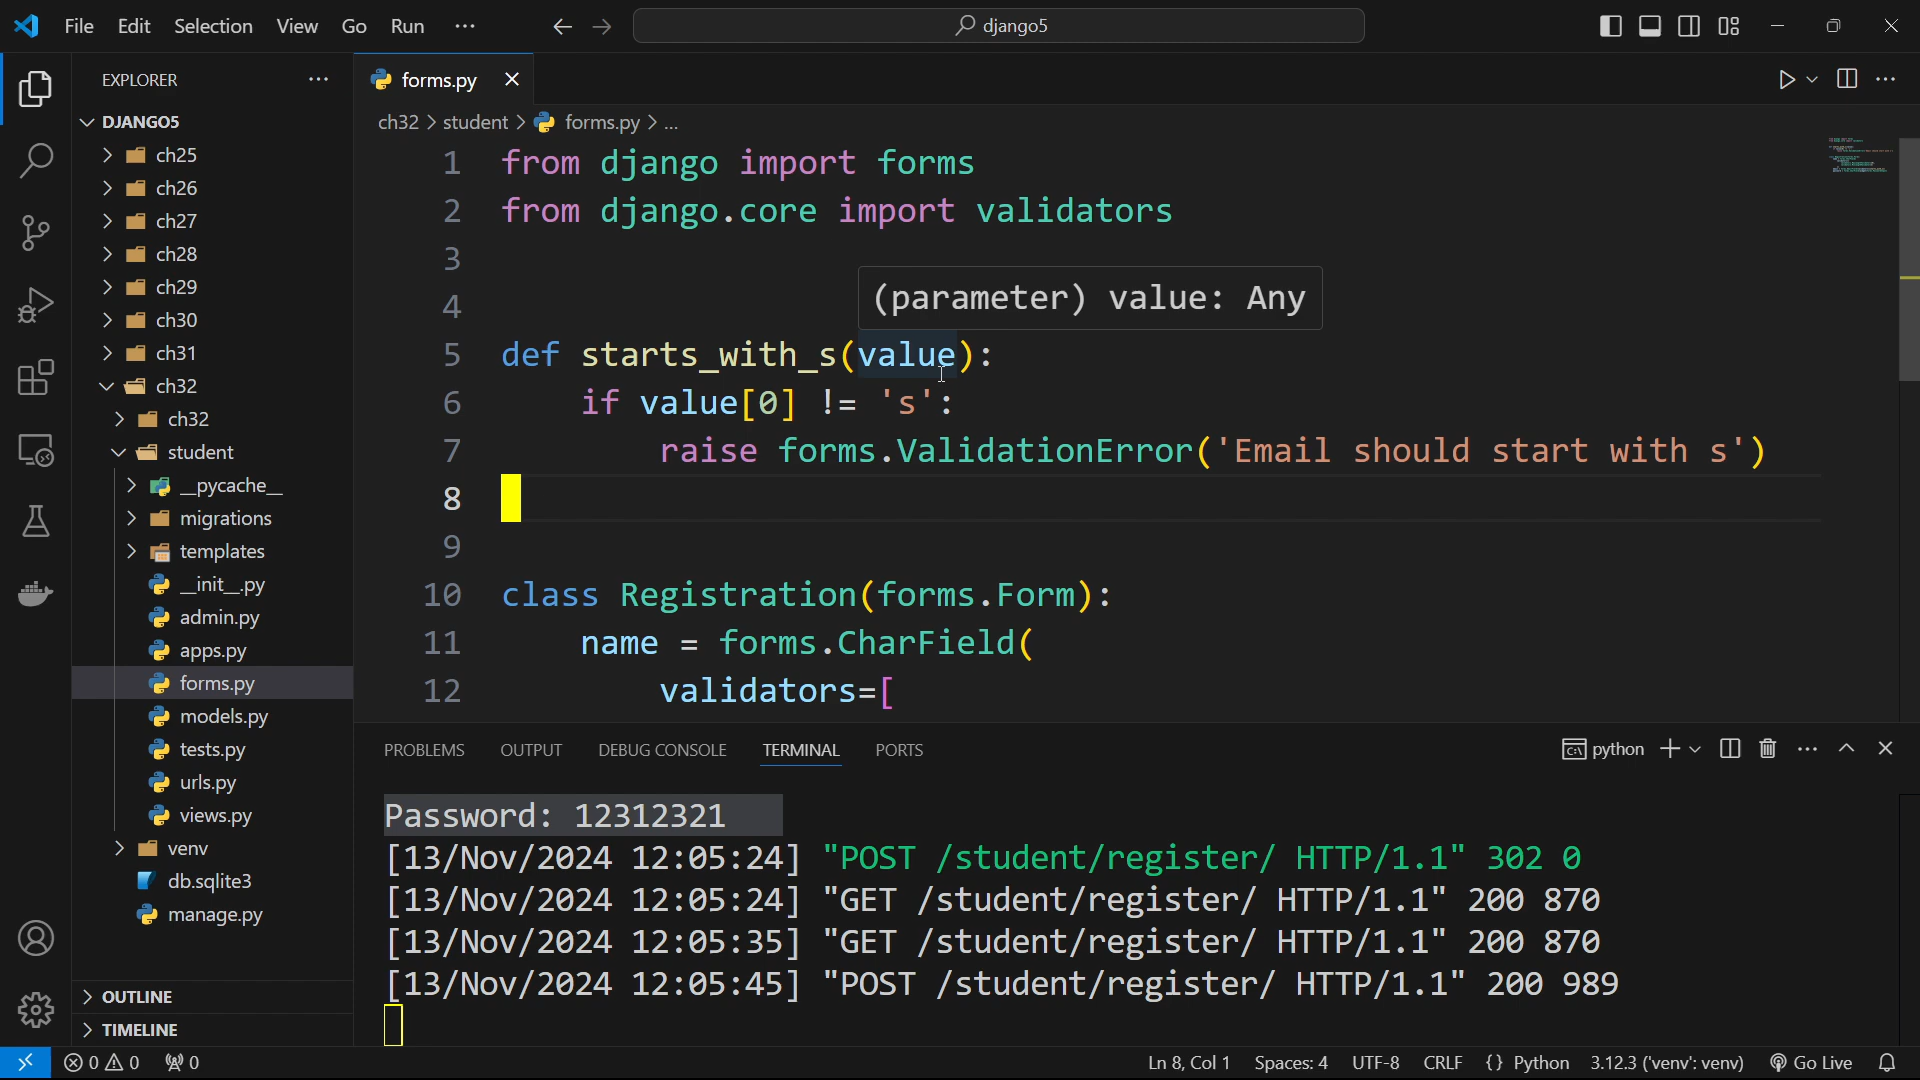 File Edit Selection View Go Run
django5
EXPLORER
DJANGO5
ch25
ch26
ch27
ch28
ch29
ch30
ch31
ch32
ch32
student
__pycache__
migrations
templates
__init__.py
admin.py
apps.py
forms.py
models.py
tests.py
urls.py
views.py
venv
db.sqlite3
manage.py
OUTLINE
TIMELINE
forms.py
ch32 > student > forms.py > ...
1 from django import forms
2 from django.core import validators
3
4
(parameter) value: Any
5 def starts_with_s(value):
6 if value[0] != 's':
7 raise forms.ValidationError('Email should start with s')
8
9
10 class Registration(forms.Form):
11 name = forms.CharField(
12 validators=[
PROBLEMS OUTPUT DEBUG CONSOLE TERMINAL PORTS
python
Password: 12312321
[13/Nov/2024 12:05:24] "POST /student/register/ HTTP/1.1" 302 0
[13/Nov/2024 12:05:24] "GET /student/register/ HTTP/1.1" 200 870
[13/Nov/2024 12:05:35] "GET /student/register/ HTTP/1.1" 200 870
[13/Nov/2024 12:05:45] "POST /student/register/ HTTP/1.1" 200 989
0 0 0 Ln 8, Col 1 Spaces: 4 UTF-8 CRLF {} Python 3.12.3 ('venv': venv) Go Live